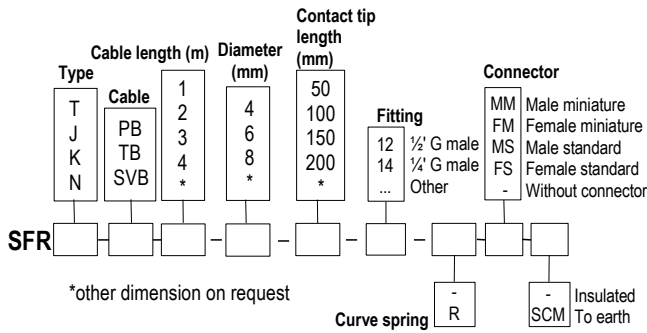 Contact tip
length
(mm)
Cable length (m)
Diameter
(mm)
Type
Cable
Fitting
Connector
T
J
K
N
PB
TB
SVB
1
2
3
4
*
4
6
8
*
50
100
150
200
*
12 ½' G male
14 ¼' G male
... Other
MM Male miniature
FM Female miniature
MS Male standard
FS Female standard
- Without connector
SFR - - - - - -
*other dimension on request
Curve spring
-
R
- Insulated
SCM To earth